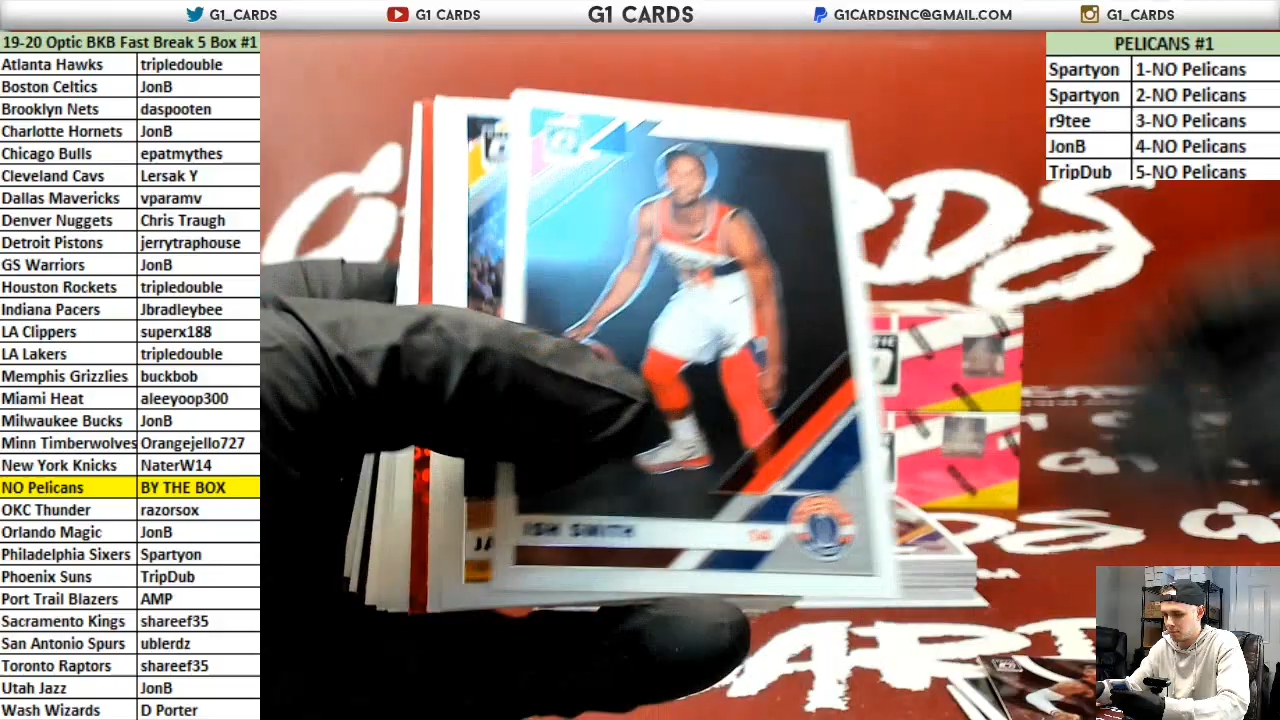 G1_CARDS
G1 CARDS
G1 CARDS
G1CARDSINC@GMAIL.COM
G1_CARDS
19-20 Optic BKB Fast Break 5 Box #1
Atlanta Hawks tripledouble
Boston Celtics JonB
Brooklyn Nets daspooten
Charlotte Hornets JonB
Chicago Bulls epatmythes
Cleveland Cavs Lersak Y
Dallas Mavericks vparamv
Denver Nuggets Chris Traugh
Detroit Pistons jerrytraphouse
GS Warriors JonB
Houston Rockets tripledouble
Indiana Pacers Jbradleybee
LA Clippers superx188
LA Lakers tripledouble
Memphis Grizzlies buckbob
Miami Heat aleeyoop300
Milwaukee Bucks JonB
Minn Timberwolves Orangejello727
New York Knicks NaterW14
NO Pelicans BY THE BOX
OKC Thunder razorsox
Orlando Magic JonB
Philadelphia Sixers Spartyon
Phoenix Suns TripDub
Port Trail Blazers AMP
Sacramento Kings shareef35
San Antonio Spurs ublerdz
Toronto Raptors shareef35
Utah Jazz JonB
Wash Wizards D Porter
PELICANS #1
Spartyon 1-NO Pelicans
Spartyon 2-NO Pelicans
r9tee 3-NO Pelicans
JonB 4-NO Pelicans
TripDub 5-NO Pelicans
ISH SMITH
JA